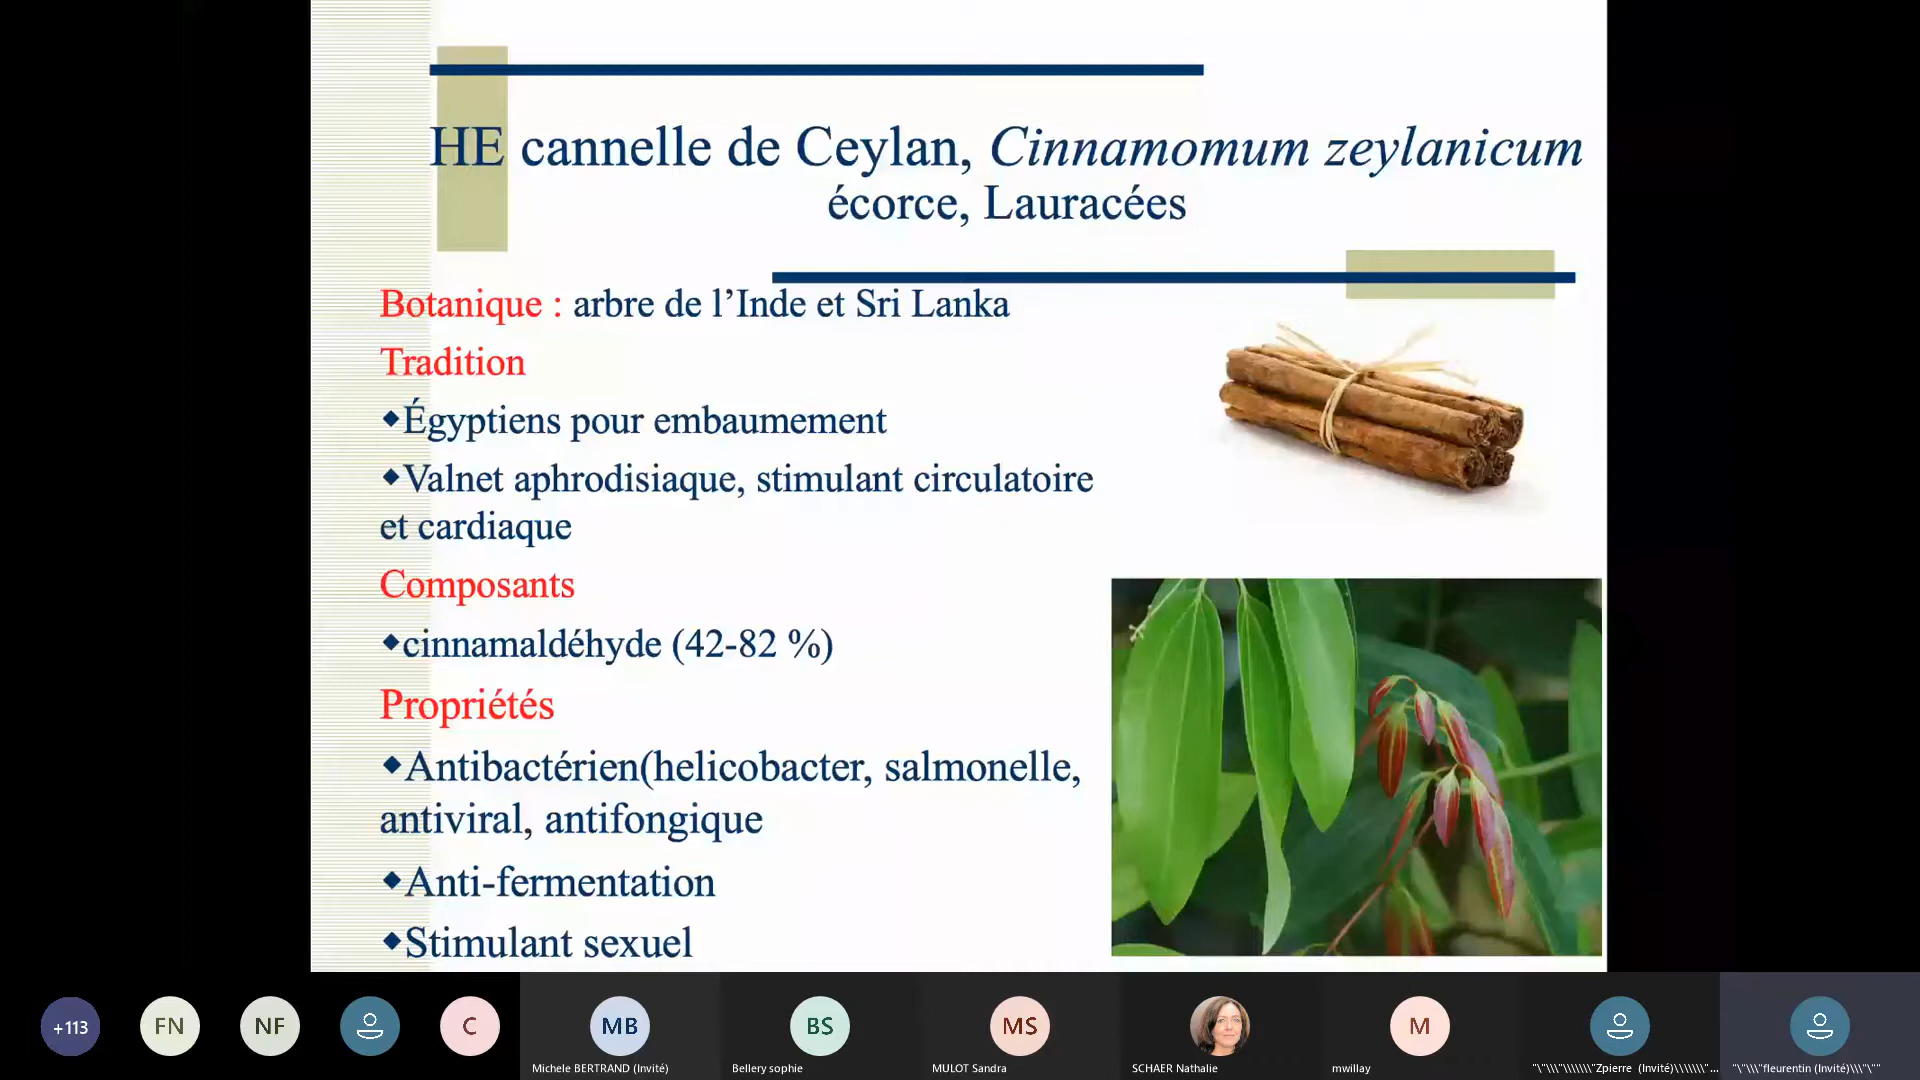 HE cannelle de Ceylan, Cinnamomum zeylanicum
écorce, Lauracées
Botanique : arbre de l’Inde et Sri Lanka
Tradition
◆Égyptiens pour embaumement
◆Valnet aphrodisiaque, stimulant circulatoire
et cardiaque
Composants
◆cinnamaldéhyde (42-82 %)
Propriétés
◆Antibactérien(helicobacter, salmonelle,
antiviral, antifongique
◆Anti-fermentation
◆Stimulant sexuel
+113 FN NF C MB BS MS M
Michele BERTRAND (Invité) Bellery sophie MULOT Sandra SCHAER Nathalie mwillay "\"\\\"\\\\\\\"Zpierre (Invité)\\\\\\\"... "\"\\\"fleurentin (Invité)\\\"\""